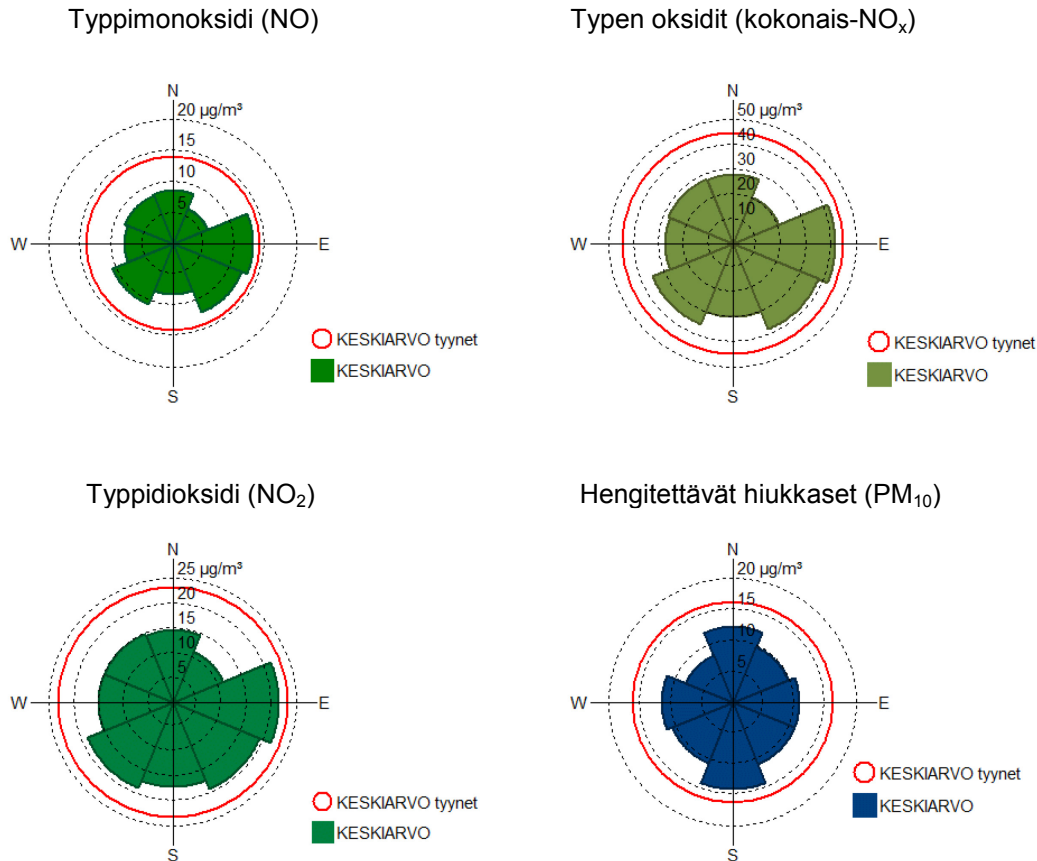 Typpimonoksidi (NO)
N
20 µg/m³
15
10
5
W
E
S
KESKIARVO tyynet
KESKIARVO
Typen oksidit (kokonais-NOₓ)
N
50 µg/m³
40
30
20
10
W
E
S
KESKIARVO tyynet
KESKIARVO
Typpidioksidi (NO₂)
N
25 µg/m³
20
15
10
5
W
E
S
KESKIARVO tyynet
KESKIARVO
Hengitettävät hiukkaset (PM₁₀)
N
20 µg/m³
15
10
5
W
E
S
KESKIARVO tyynet
KESKIARVO